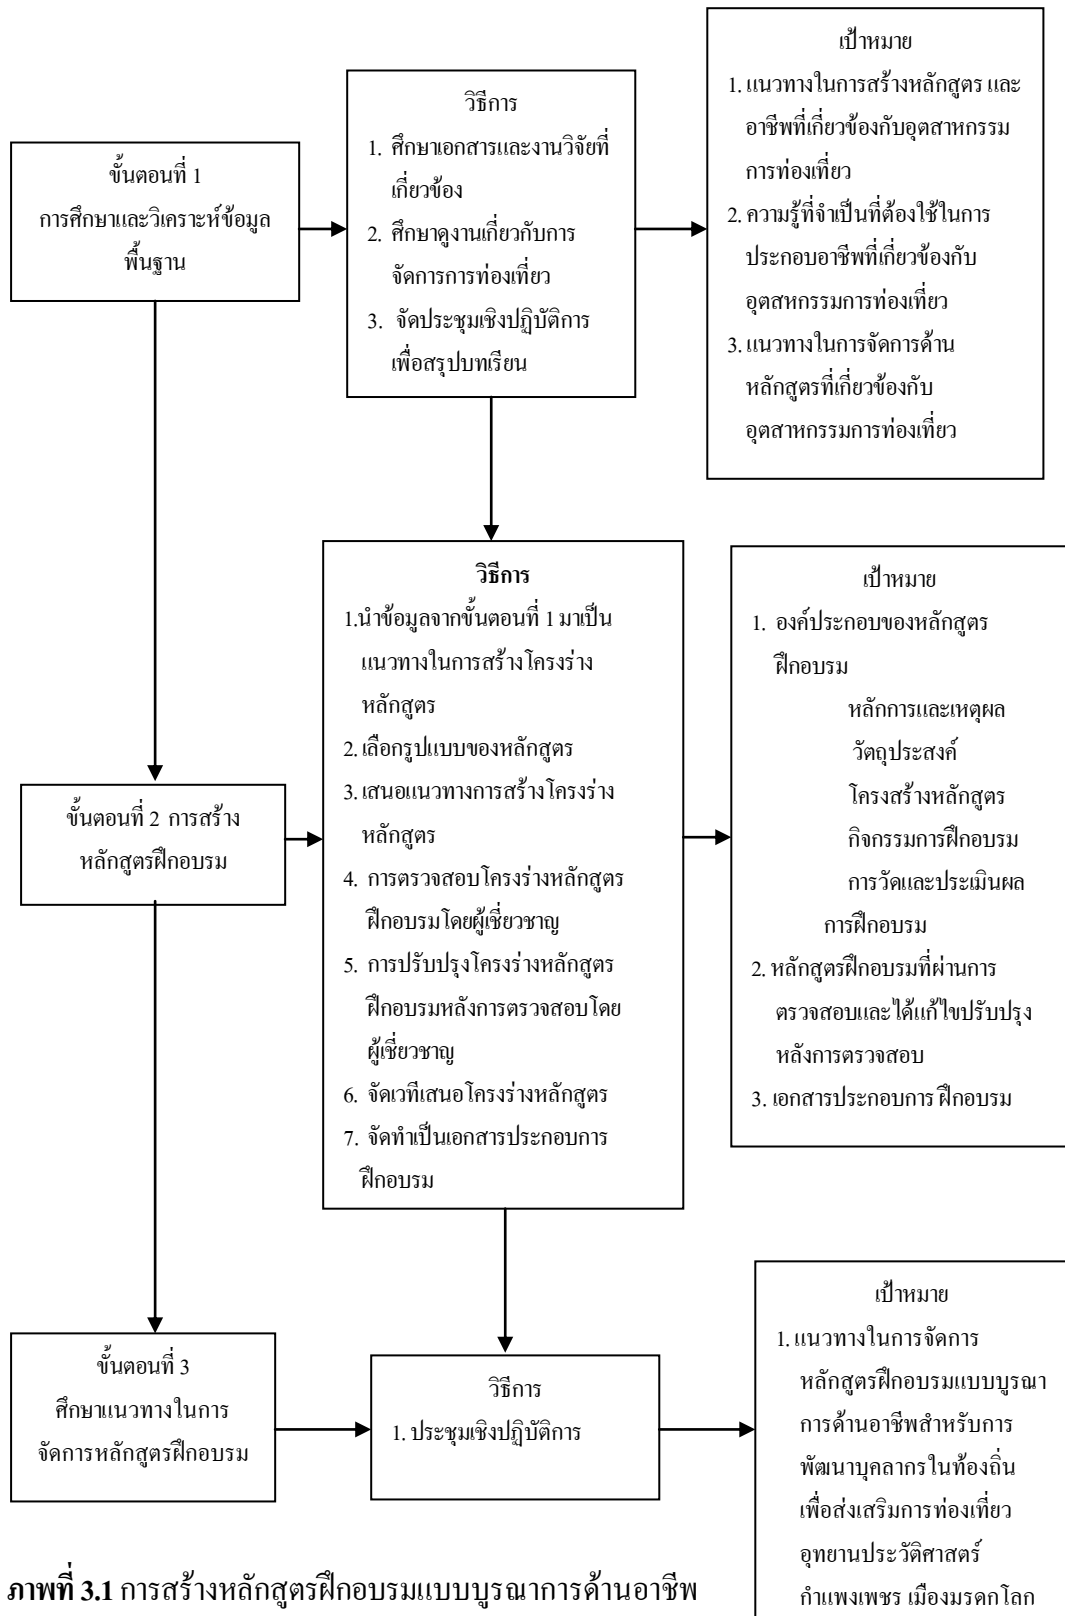 ขั้นตอนที่ 1
การศึกษาและวิเคราะห์ข้อมูล
พื้นฐาน
วิธีการ
1. ศึกษาเอกสารและงานวิจัยที่
เกี่ยวข้อง
2. ศึกษาดูงานเกี่ยวกับการ
จัดการการท่องเที่ยว
3. จัดประชุมเชิงปฏิบัติการ
เพื่อสรุปบทเรียน
เป้าหมาย
1. แนวทางในการสร้างหลักสูตร และ
อาชีพที่เกี่ยวข้องกับอุตสาหกรรม
การท่องเที่ยว
2. ความรู้ที่จำเป็นที่ต้องใช้ในการ
ประกอบอาชีพที่เกี่ยวข้องกับ
อุตสหกรรมการท่องเที่ยว
3. แนวทางในการจัดการด้าน
หลักสูตรที่เกี่ยวข้องกับ
อุตสาหกรรมการท่องเที่ยว
ขั้นตอนที่ 2 การสร้าง
หลักสูตรฝึกอบรม
วิธีการ
1.นำข้อมูลจากขั้นตอนที่ 1 มาเป็น
แนวทางในการสร้างโครงร่าง
หลักสูตร
2. เลือกรูปแบบของหลักสูตร
3. เสนอแนวทางการสร้างโครงร่าง
หลักสูตร
4. การตรวจสอบโครงร่างหลักสูตร
ฝึกอบรมโดยผู้เชี่ยวชาญ
5. การปรับปรุงโครงร่างหลักสูตร
ฝึกอบรมหลังการตรวจสอบโดย
ผู้เชี่ยวชาญ
6. จัดเวทีเสนอโครงร่างหลักสูตร
7. จัดทำเป็นเอกสารประกอบการ
ฝึกอบรม
เป้าหมาย
1. องค์ประกอบของหลักสูตร
ฝึกอบรม
หลักการและเหตุผล
วัตถุประสงค์
โครงสร้างหลักสูตร
กิจกรรมการฝึกอบรม
การวัดและประเมินผล
การฝึกอบรม
2. หลักสูตรฝึกอบรมที่ผ่านการ
ตรวจสอบและได้แก้ไขปรับปรุง
หลังการตรวจสอบ
3. เอกสารประกอบการ ฝึกอบรม
ขั้นตอนที่ 3
ศึกษาแนวทางในการ
จัดการหลักสูตรฝึกอบรม
วิธีการ
1. ประชุมเชิงปฏิบัติการ
เป้าหมาย
1. แนวทางในการจัดการ
หลักสูตรฝึกอบรมแบบบูรณา
การด้านอาชีพสำหรับการ
พัฒนาบุคลากรในท้องถิ่น
เพื่อส่งเสริมการท่องเที่ยว
อุทยานประวัติศาสตร์
กำแพงเพชร เมืองมรดกโลก
ภาพที่ 3.1 การสร้างหลักสูตรฝึกอบรมแบบบูรณาการด้านอาชีพ